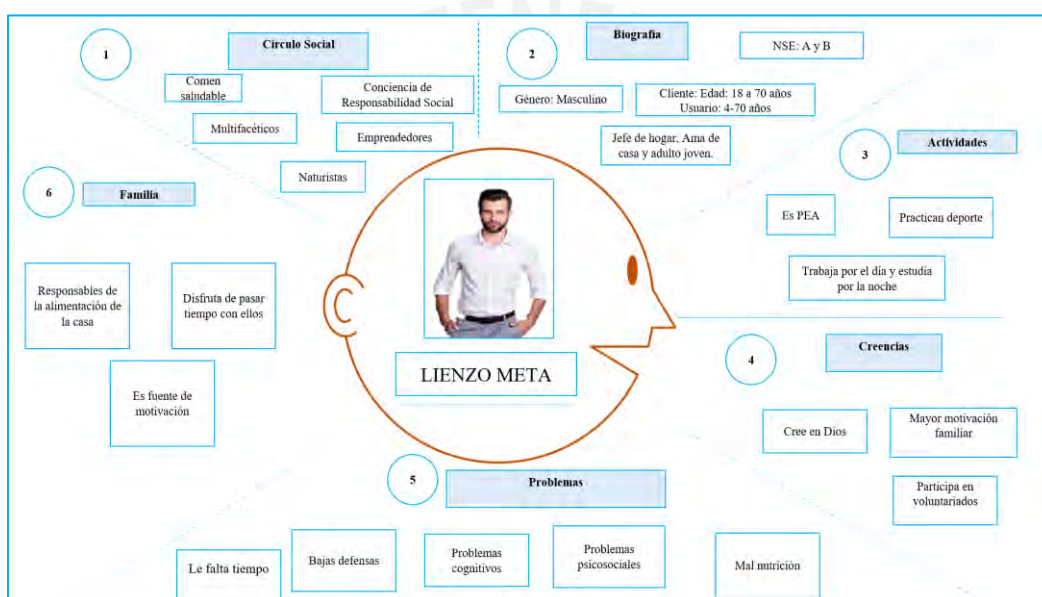 1
Círculo Social
Comen
saludable
Conciencia de
Responsabilidad Social
Multifacéticos
Emprendedores
Naturistas
2
Biografía
NSE: A y B
Género: Masculino
Cliente: Edad: 18 a 70 años
Usuario: 4-70 años
Jefe de hogar, Ama de
casa y adulto joven.
3
Actividades
Es PEA
Practican deporte
Trabaja por el día y estudia
por la noche
4
Creencias
Cree en Dios
Mayor motivación
familiar
Participa en
voluntariados
5
Problemas
Le falta tiempo
Bajas defensas
Problemas
cognitivos
Problemas
psicosociales
Mal nutrición
6
Familia
Responsables de
la alimentación de
la casa
Disfruta de pasar
tiempo con ellos
Es fuente de
motivación
LIENZO META